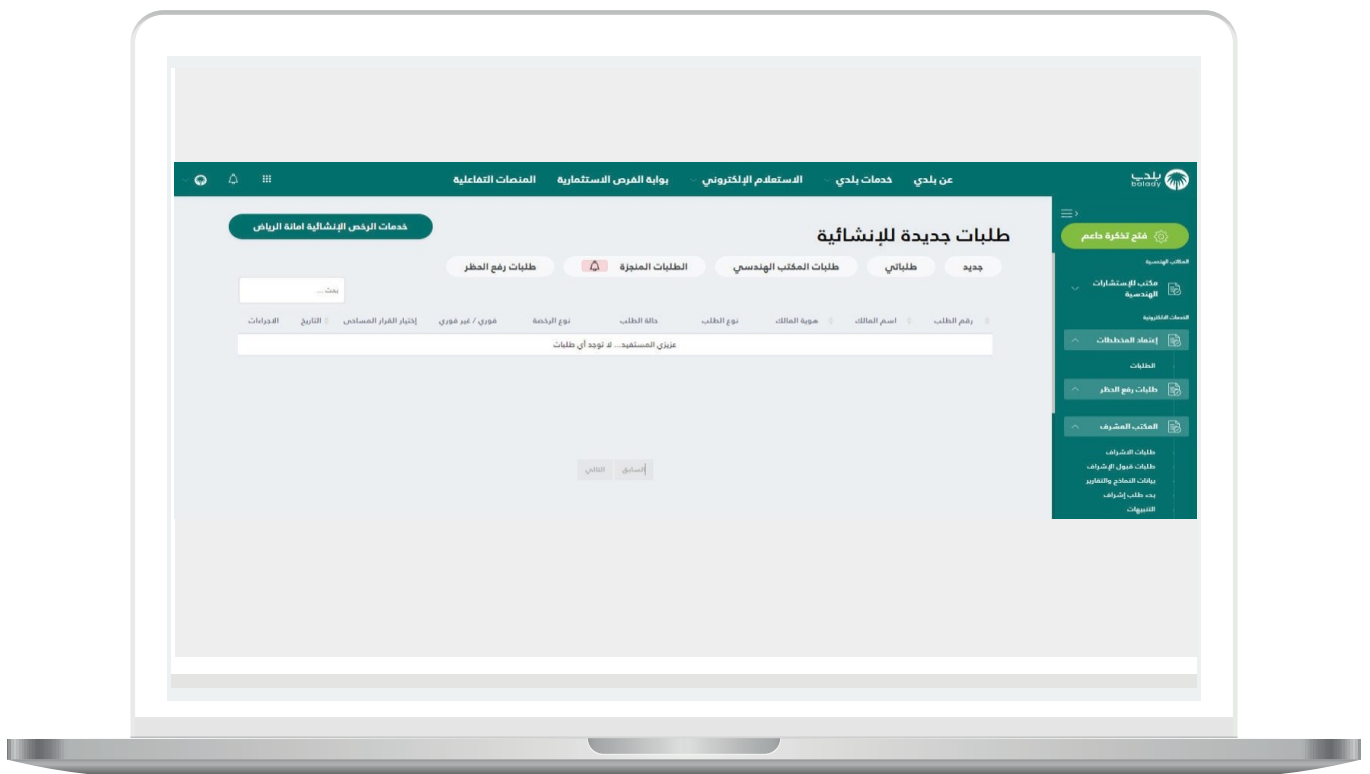 بلدي
balady
عن بلدي
خدمات بلدي
الاستعلام الإلكتروني
بوابة الفرص الاستثمارية
المنصات التفاعلية
فتح تذكرة داعم
المكاتب الهندسية
مكتب للإستشارات
الهندسية
الخدمات الالكترونية
إعتماد المخططات
الطلبات
طلبات رفع الحظر
المكتب المشرف
طلبات الاشراف
طلبات قبول الإشراف
بيانات النماذج والتقارير
بدء طلب إشراف
التنبيهات
خدمات الرخص الإنشائية امانة الرياض
طلبات جديدة للإنشائية
جديد
طلباتي
طلبات المكتب الهندسي
الطلبات المنجزة
طلبات رفع الحظر
بحث ...
رقم الطلب
اسم المالك
هوية المالك
نوع الطلب
حالة الطلب
نوع الرخصة
فوري / غير فوري
إختيار القرار المساحي
التاريخ
الاجراءات
عزيزي المستفيد... لا توجد أي طلبات
السابق
التالي